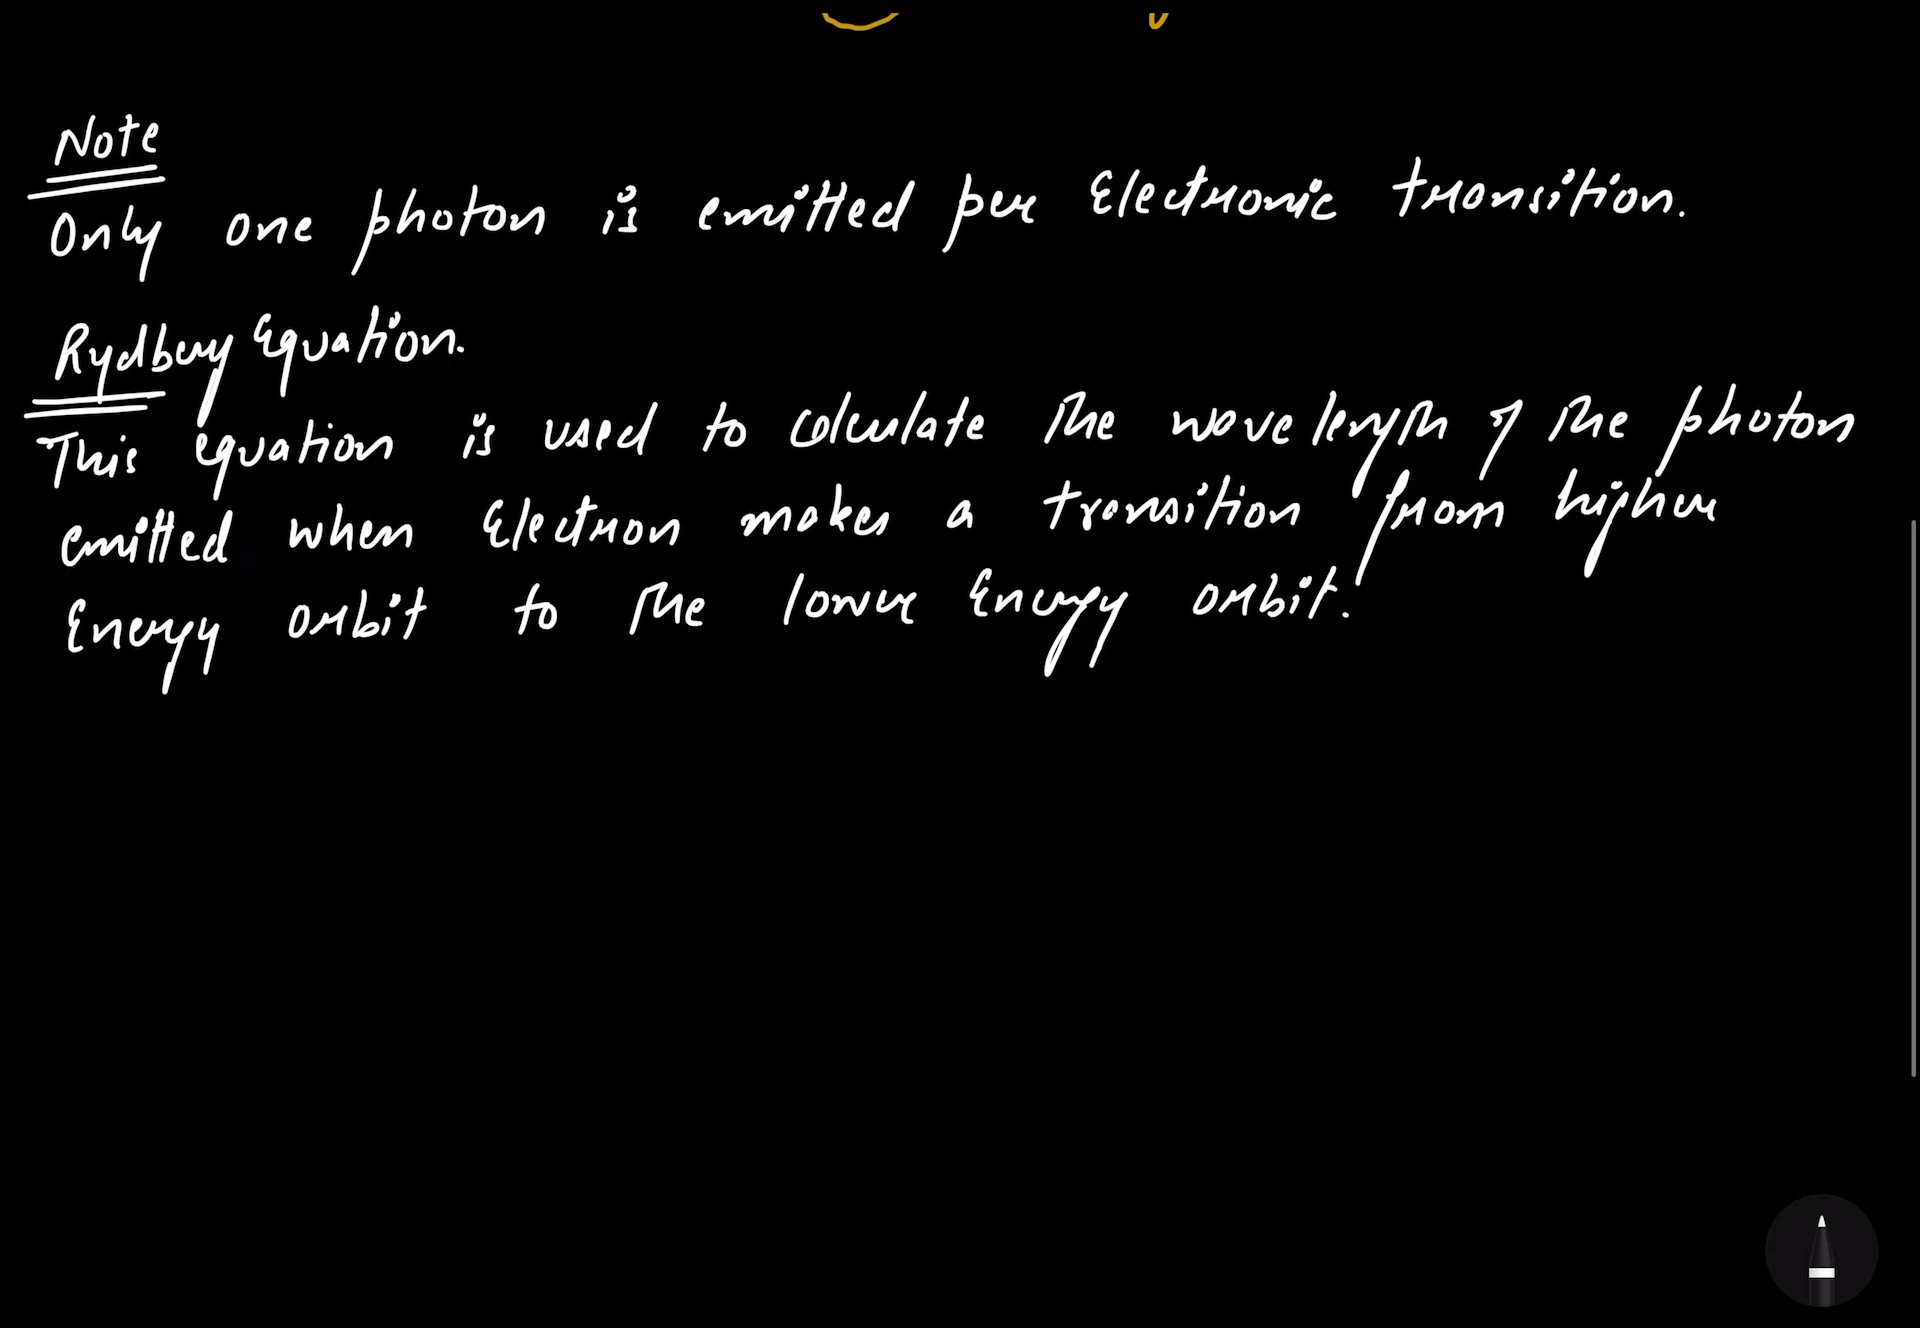 Note
Only one photon is emitted per Electronic transition.
Rydberg Equation.
This equation is used to calculate the wavelength of the photon
emitted when Electron makes a transition from higher
Energy orbit to the lower Energy orbit.